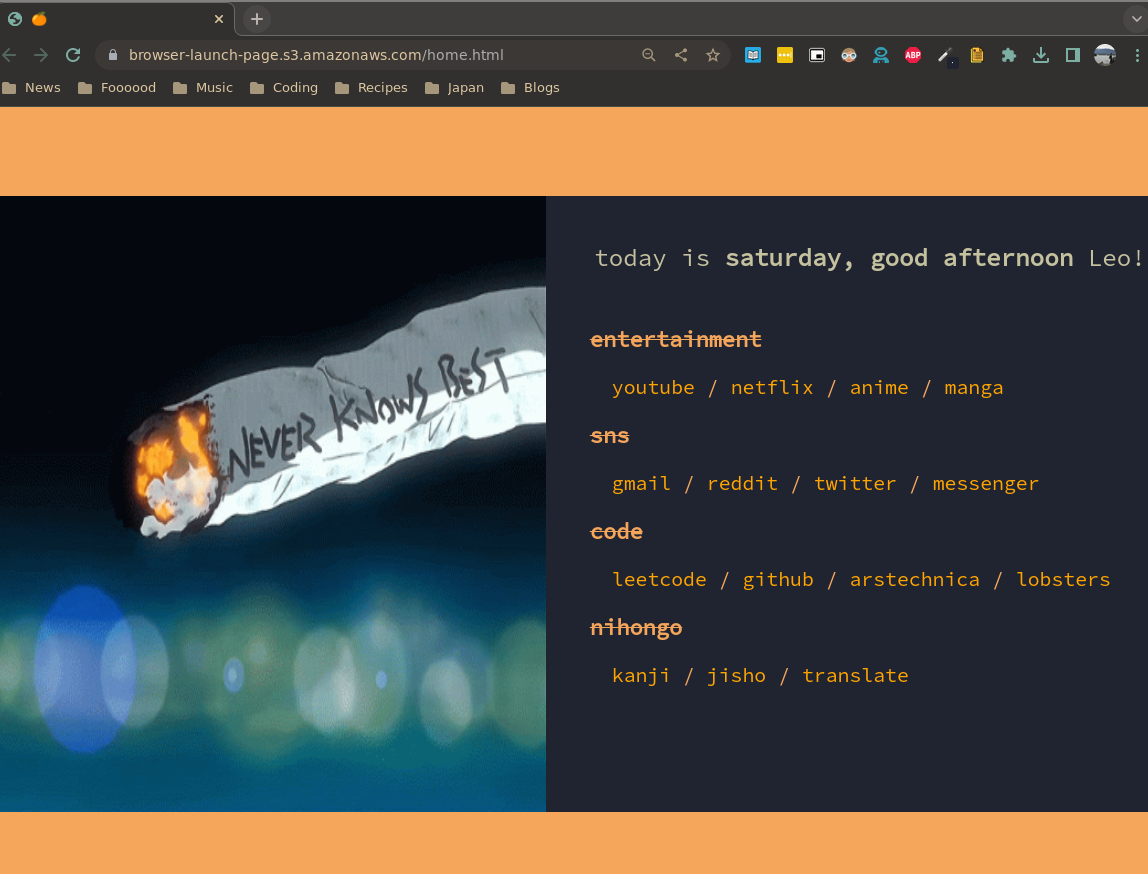 browser-launch-page.s3.amazonaws.com/home.html
ABP
News Foooood Music Coding Recipes Japan Blogs
today is saturday, good afternoon Leo!
NEVER KNOWS BEST
entertainment
youtube / netflix / anime / manga
sns
gmail / reddit / twitter / messenger
code
leetcode / github / arstechnica / lobsters
nihongo
kanji / jisho / translate